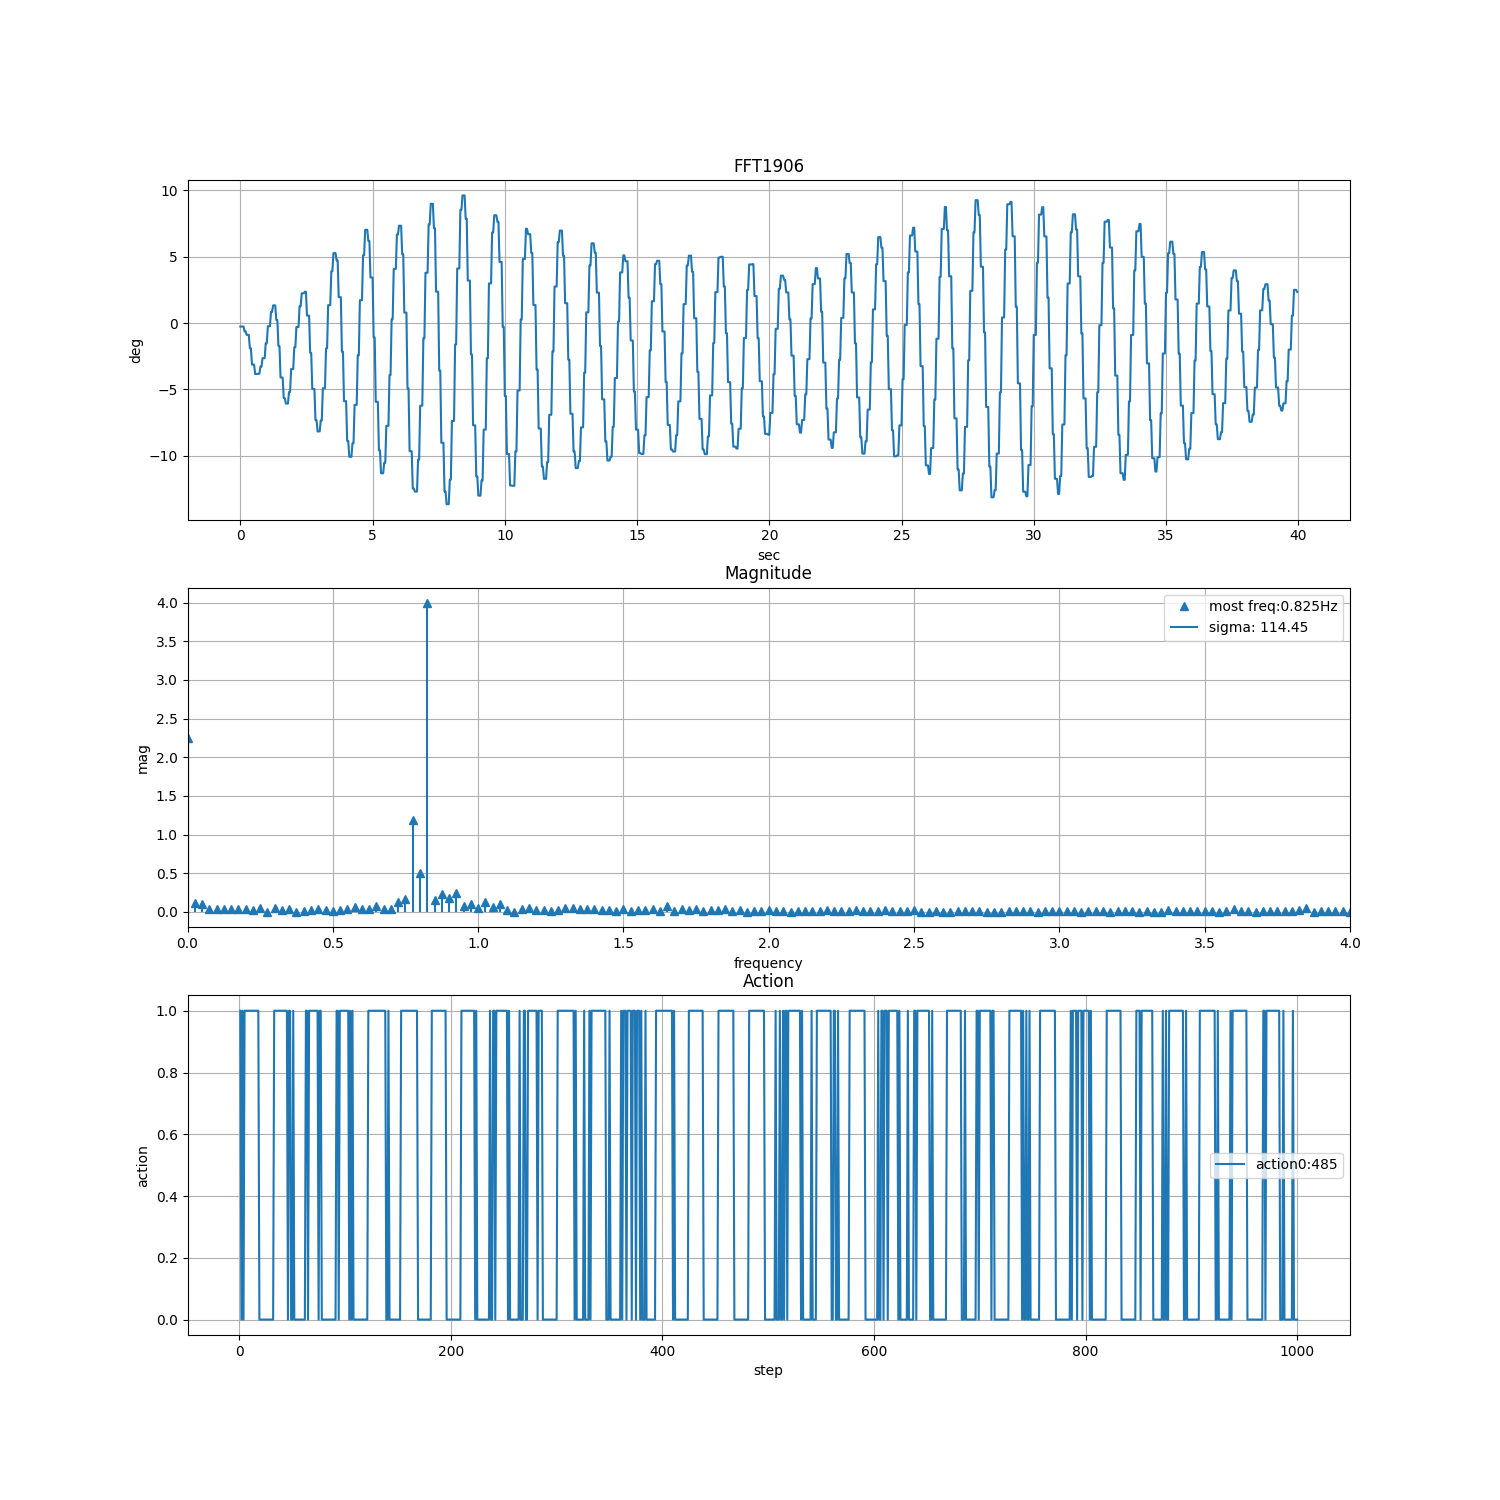 FFT1906
10
5
0
−5
−10
deg
0 5 10 15 20 25 30 35 40
sec
Magnitude
4.0
3.5
3.0
2.5
2.0
1.5
1.0
0.5
0.0
mag
most freq:0.825Hz
sigma: 114.45
0.0 0.5 1.0 1.5 2.0 2.5 3.0 3.5 4.0
frequency
Action
1.0
0.8
0.6
0.4
0.2
0.0
action
action0:485
0 200 400 600 800 1000
step